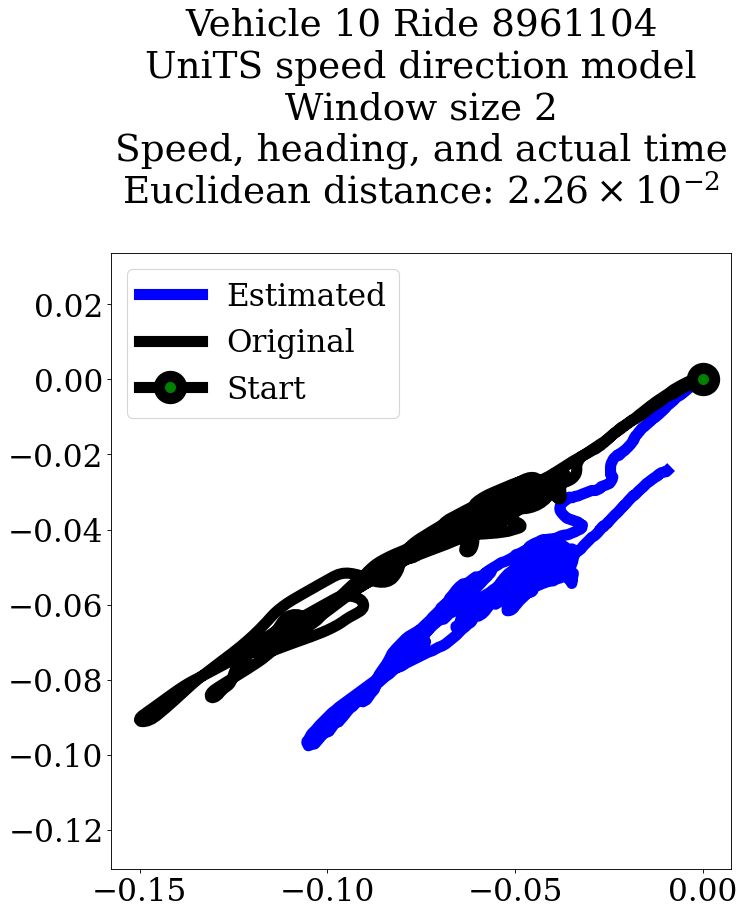 Vehicle 10 Ride 8961104
UniTS speed direction model
Window size 2
Speed, heading, and actual time
Euclidean distance: 2.26 × 10⁻²
Estimated
Original
Start
0.02
0.00
−0.02
−0.04
−0.06
−0.08
−0.10
−0.12
−0.15 −0.10 −0.05 0.00